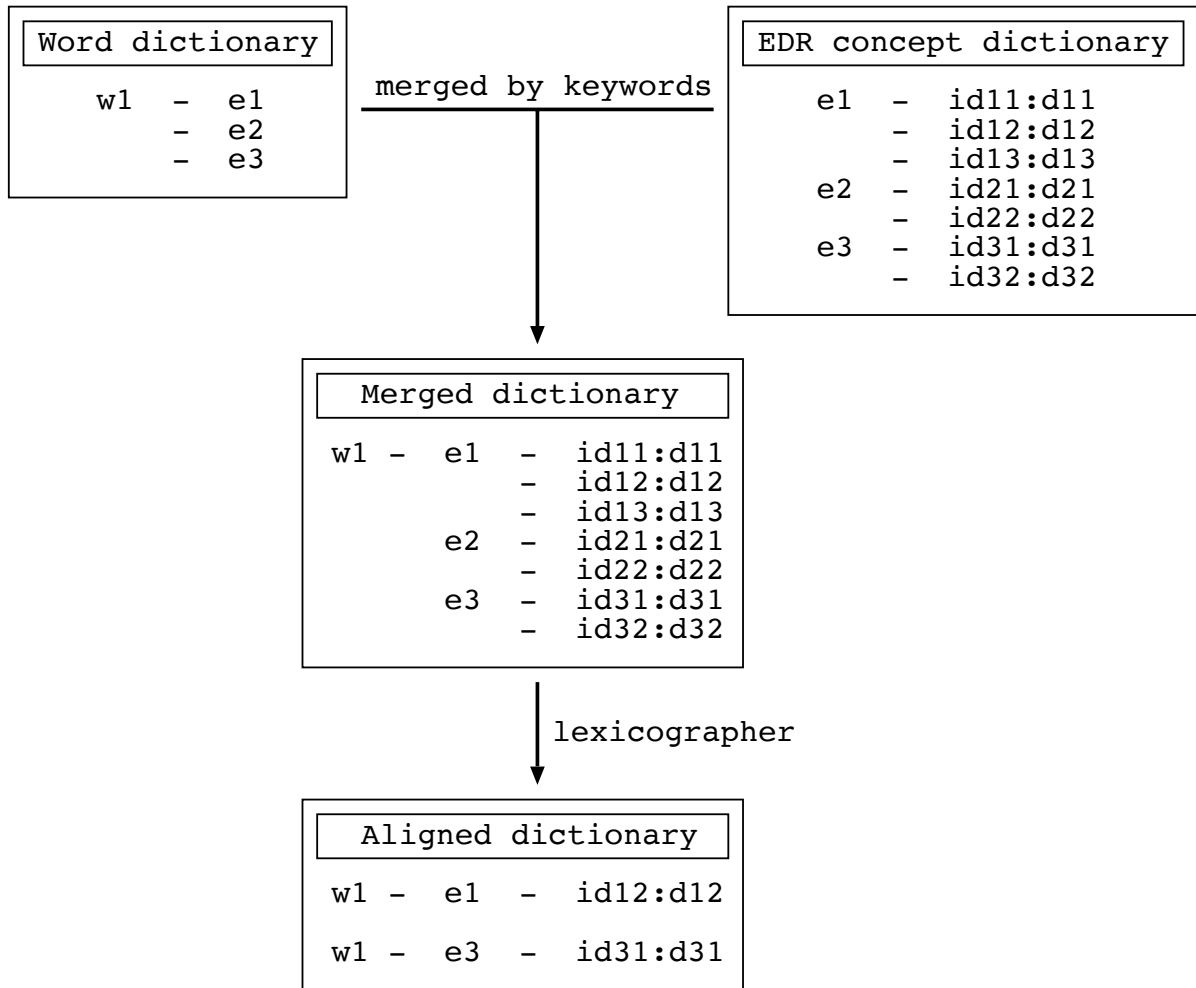 Word dictionary
w1 – e1
– e2
– e3
merged by keywords
EDR concept dictionary
e1 – id11:d11
– id12:d12
– id13:d13
e2 – id21:d21
– id22:d22
e3 – id31:d31
– id32:d32
Merged dictionary
w1 – e1 – id11:d11
– id12:d12
– id13:d13
e2 – id21:d21
– id22:d22
e3 – id31:d31
– id32:d32
lexicographer
Aligned dictionary
w1 – e1 – id12:d12
w1 – e3 – id31:d31